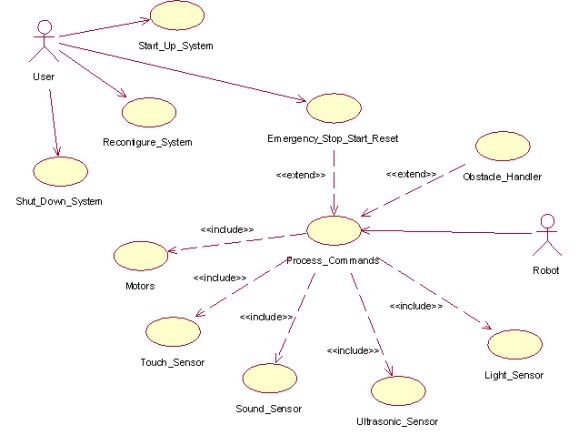 Start_Up_System
User
Emergency_Stop_Start_Reset
Reconfigure_System
<<extend>>
<<extend>>
Obstacle_Handler
Shut_Down_System
<<include>>
Process_Commands
Robot
Motors
<<include>>
<<include>>
<<include>>
<<include>>
Touch_Sensor
Light_Sensor
Sound_Sensor
Ultrasonic_Sensor